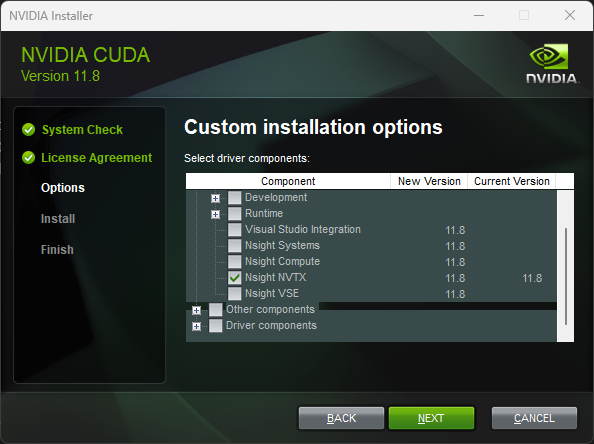 NVIDIA Installer
NVIDIA CUDA
Version 11.8
NVIDIA.
System Check
License Agreement
Options
Install
Finish
Custom installation options
Select driver components:
Component New Version Current Version
Development
Runtime
Visual Studio Integration 11.8
Nsight Systems 11.8
Nsight Compute 11.8
Nsight NVTX 11.8 11.8
Nsight VSE 11.8
Other components
Driver components
BACK NEXT CANCEL